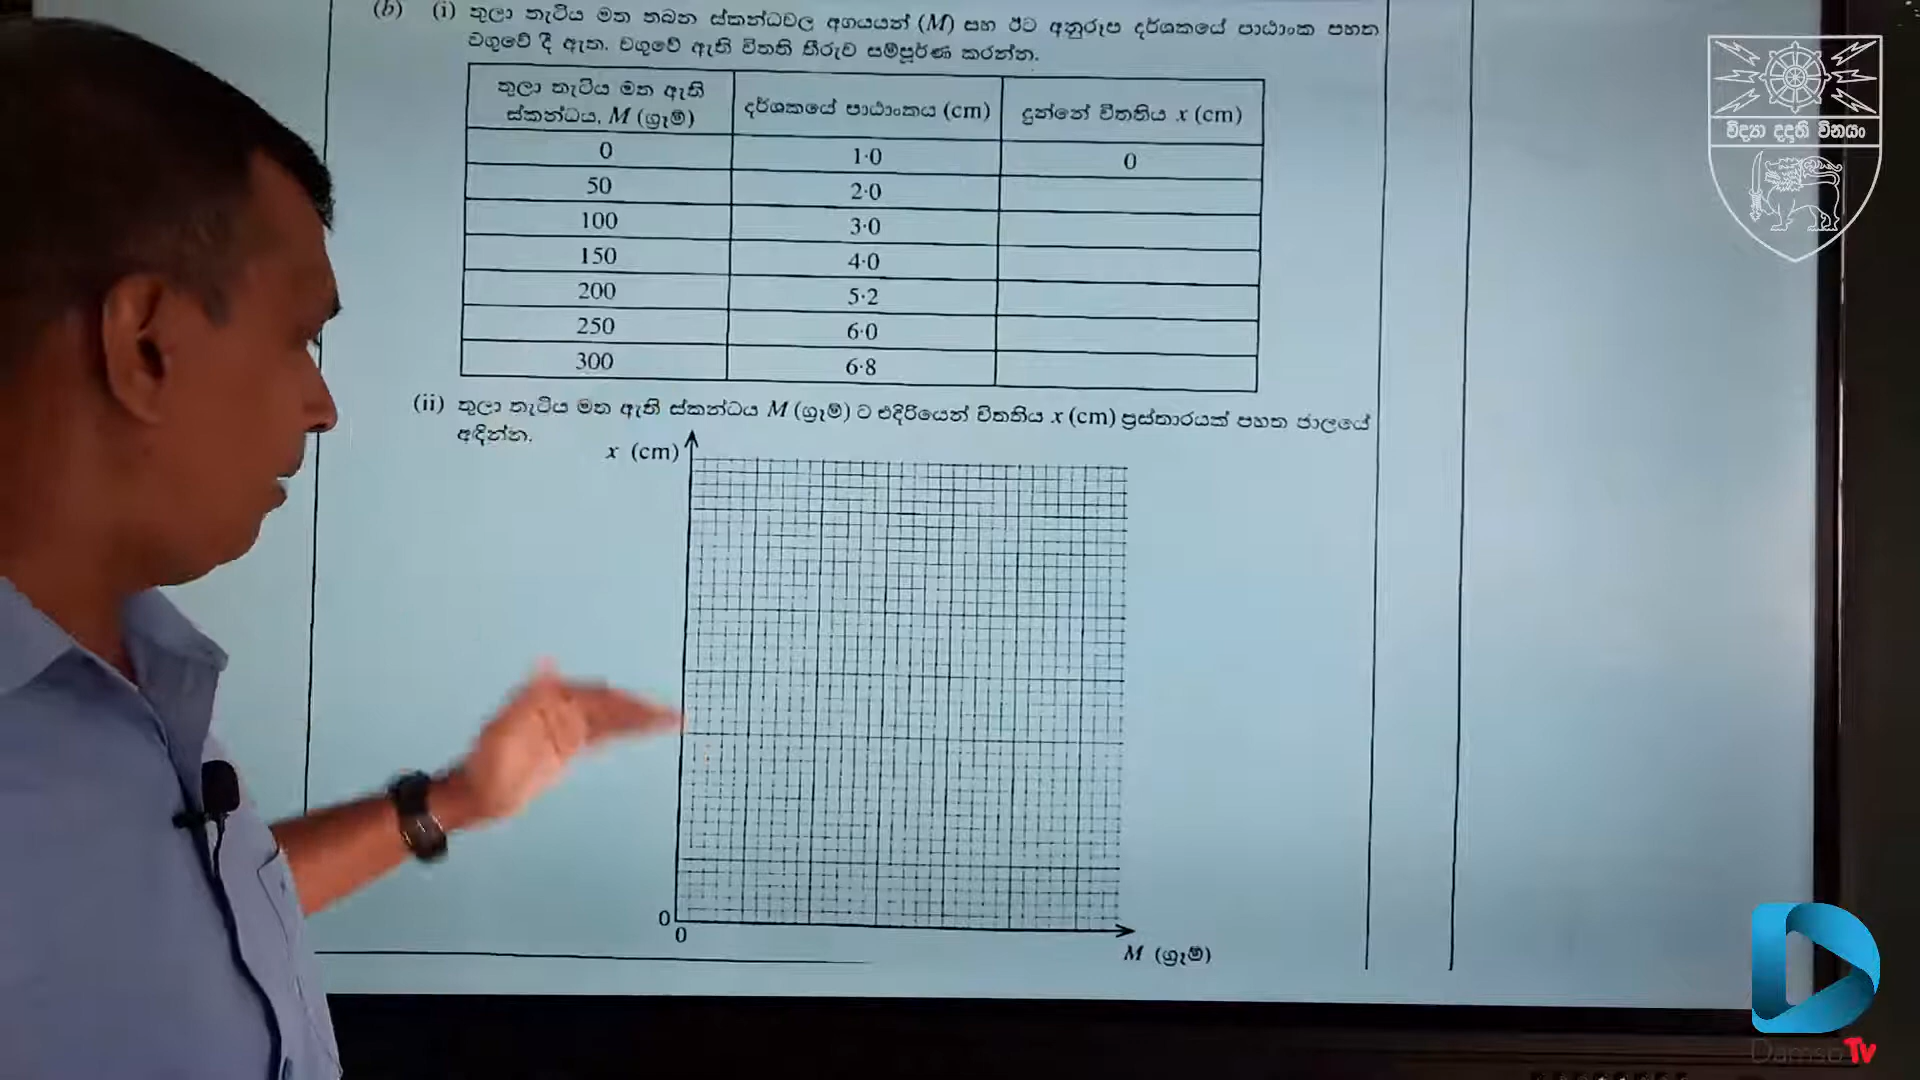 (b) (i) තුලා තැටිය මත තබන ස්කන්ධවල අගයයන් (M) සහ ඊට අනුරූප දර්ශකයේ පාඨාංක පහත
වගුවේ දී ඇත. වගුවේ ඇති විතති තීරුව සම්පූර්ණ කරන්න.
තුලා තැටිය මත ඇති
ස්කන්ධය, M (ග්‍රෑම්)
දර්ශකයේ පාඨාංකය (cm)
දුන්නේ විතතිය x (cm)
0 1·0 0
50 2·0
100 3·0
150 4·0
200 5·2
250 6·0
300 6·8
(ii) තුලා තැටිය මත ඇති ස්කන්ධය M (ග්‍රෑම්) ට එදිරියෙන් විතතිය x (cm) ප්‍රස්තාරයක් පහත ජාලයේ
අඳින්න.
x (cm)
0
0
M (ග්‍රෑම්)
විද්‍යා දදාති විනයං
D
Damso Tv